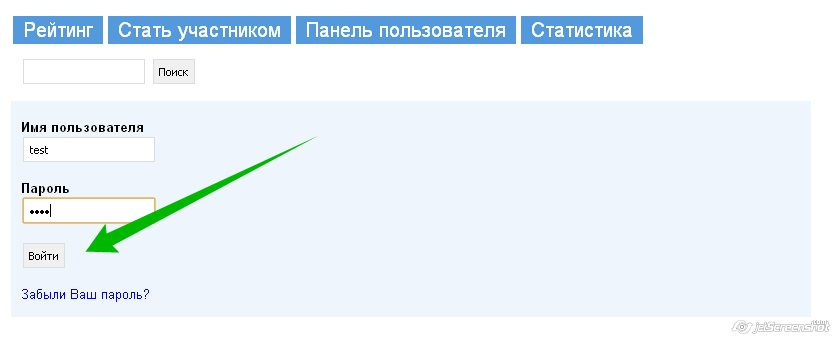 Рейтинг Стать участником Панель пользователя Статистика
Поиск
Имя пользователя
test
Пароль
••••
Войти
Забыли Ваш пароль?
jetScreenshot